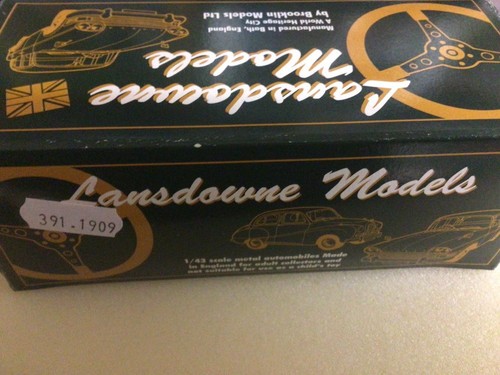 Lansdowne
Models
Manufactured in Bath, England
A World Heritage City
by Brooklin Models Ltd
Lansdowne Models
391-1909
1/43 scale metal automobiles Made
in England for adult collectors and
not suitable for use as a child's toy